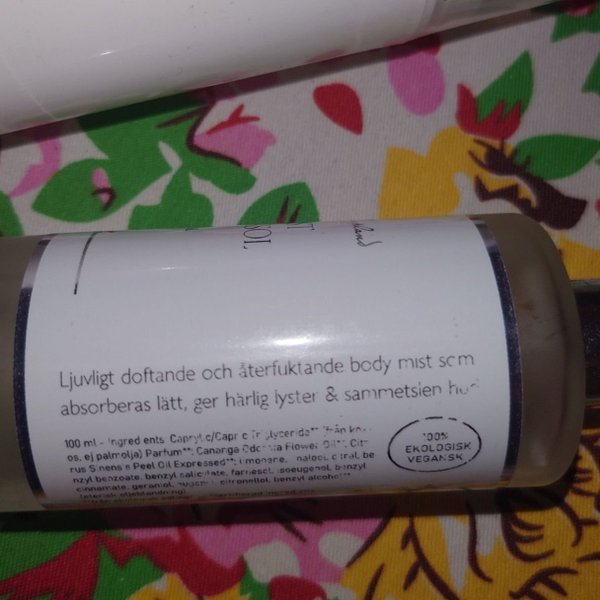 Ljuvligt doftande och återfuktande body mist som
absorberas lätt, ger härlig lyster & sammetslen hud
100 ml - Ingredients: Caprylic/Capric Triglyceride** (från
os, ej palmolja) Parfum**; Cananga Odorata Flower Oil**, Cit-
rus Sinensis Peel Oil Expressed**; limonene, linalool, citral, be
nzyl benzoate, benzyl salicylate, farnesol, isoeugenol, benzyl
cinnamate, geraniol, eugenol, citronellol, benzyl alcohol**
100%
EKOLOGISK
VEGANSK